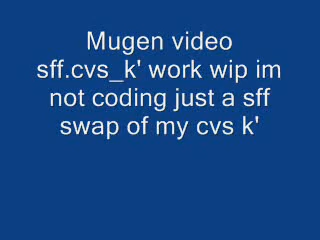 Mugen video
sff.cvs_k' work wip im
not coding just a sff
swap of my cvs k'